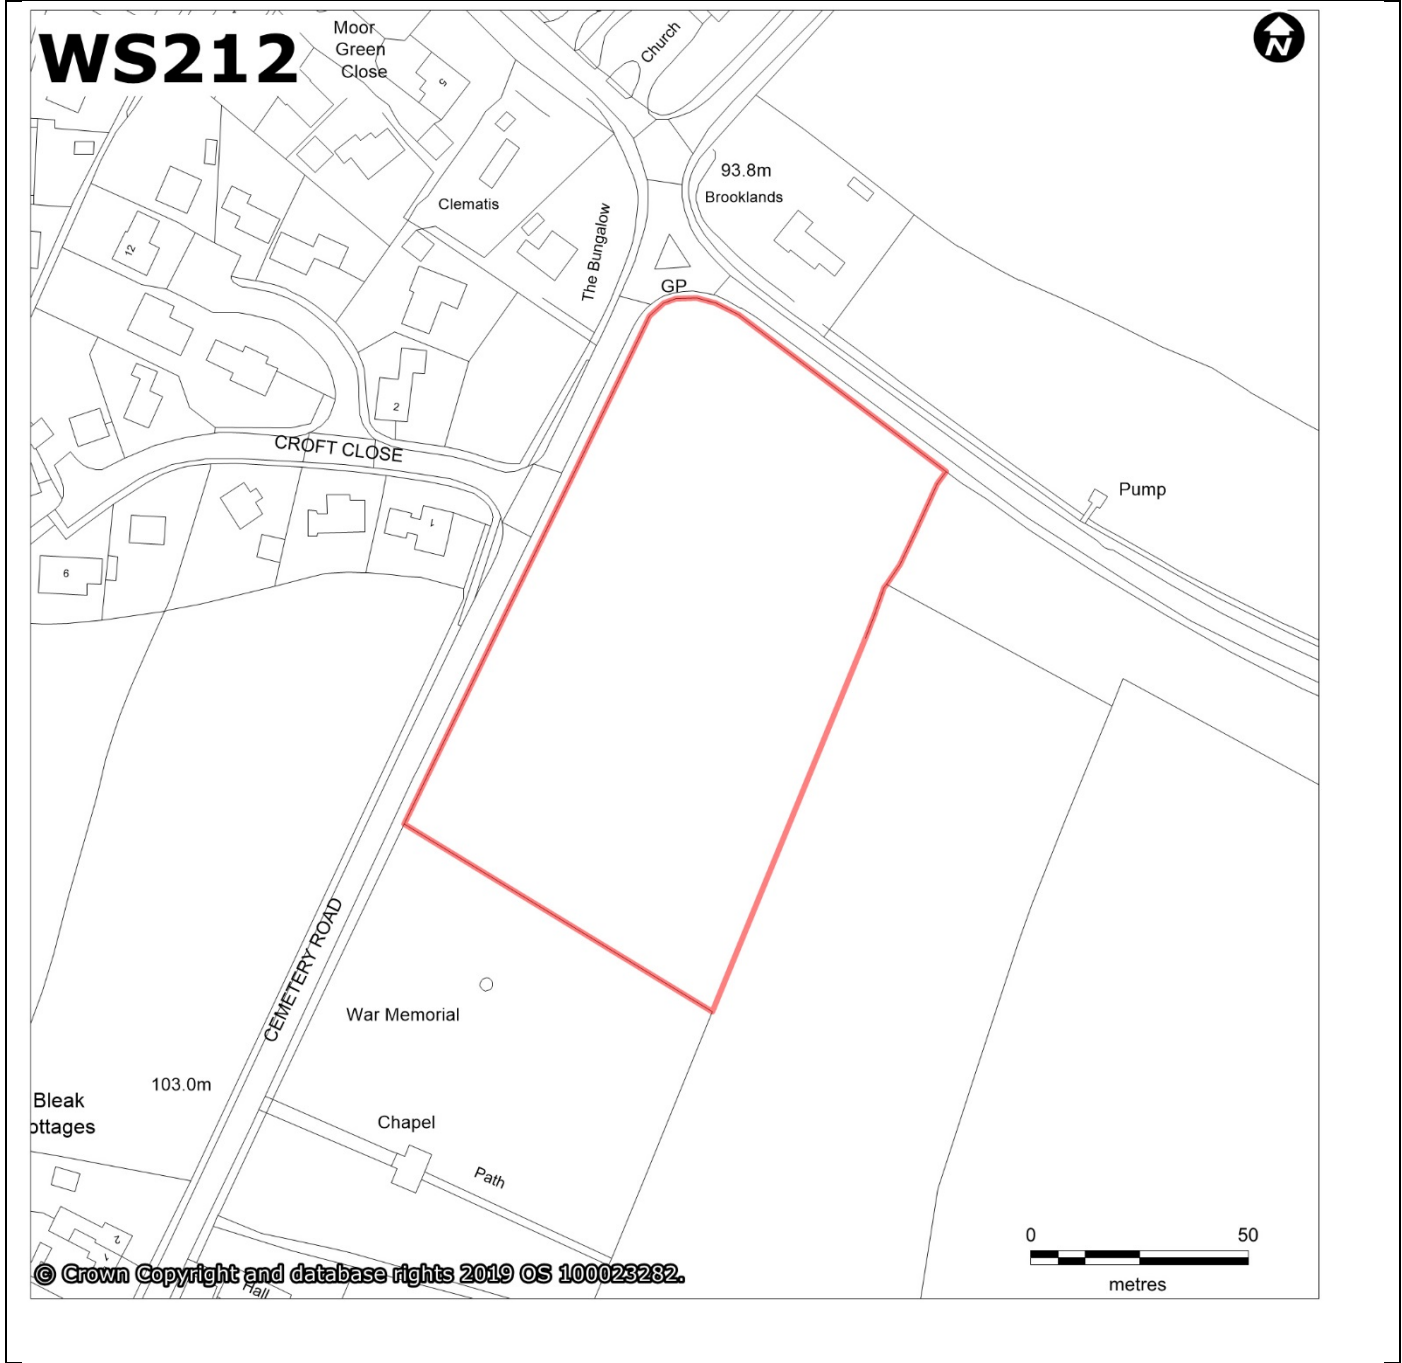 WS212
Moor
Green
Close
5
Church
N
93.8m
Brooklands
Clematis
The Bungalow
12
GP
2
CROFT CLOSE
Pump
1
6
CEMETERY ROAD
War Memorial
103.0m
Bleak
ottages
Chapel
Path
2
1
Hall
0 50
metres
© Crown Copyright and database rights 2019 OS 100023282.